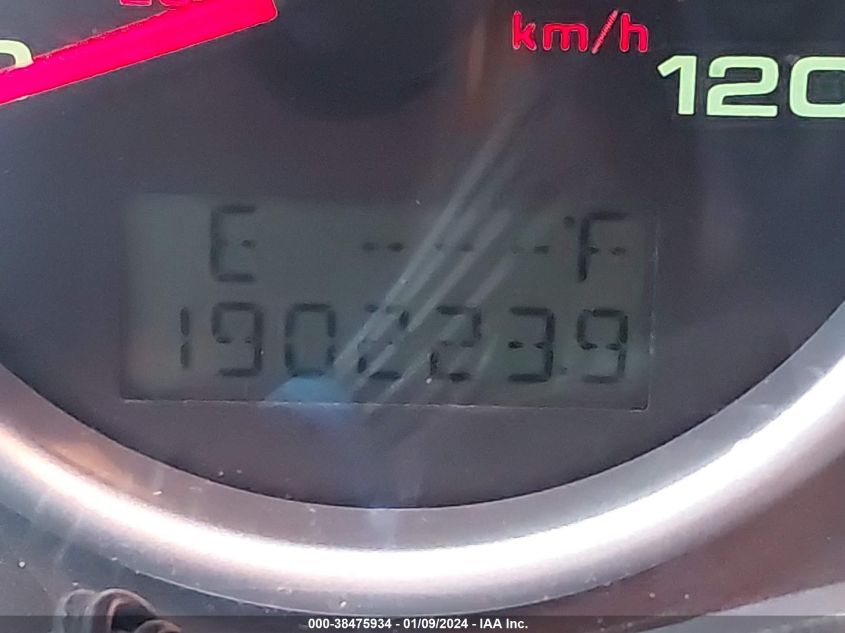 km/h
120
E ---- °F
190223.9
000-38475934 - 01/09/2024 - IAA Inc.